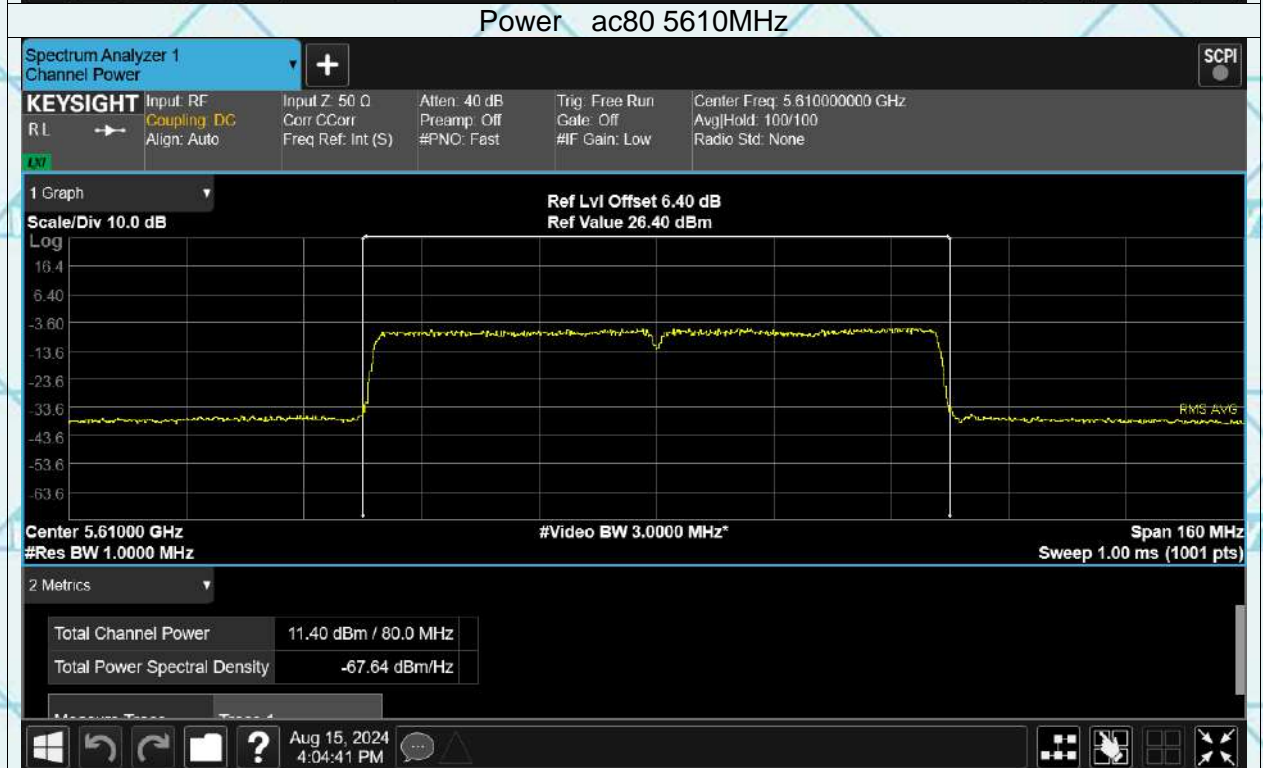 Power ac80 5610MHz
Spectrum Analyzer 1
Channel Power
+
SCPI
KEYSIGHT Input: RF Input Z: 50 Ω Atten: 40 dB Trig: Free Run Center Freq: 5.610000000 GHz
RL Coupling: DC Corr CCorr Preamp: Off Gate: Off Avg|Hold: 100/100
Align: Auto Freq Ref: Int (S) #PNO: Fast #IF Gain: Low Radio Std: None
LXI
1 Graph
Ref Lvl Offset 6.40 dB
Scale/Div 10.0 dB Ref Value 26.40 dBm
Log
16.4
6.40
-3.60
-13.6
-23.6
-33.6
RMS AVG
-43.6
-53.6
-63.6
Center 5.61000 GHz #Video BW 3.0000 MHz* Span 160 MHz
#Res BW 1.0000 MHz Sweep 1.00 ms (1001 pts)
2 Metrics
Total Channel Power 11.40 dBm / 80.0 MHz
Total Power Spectral Density -67.64 dBm/Hz
Measure Trace Trace 1
? Aug 15, 2024
4:04:41 PM